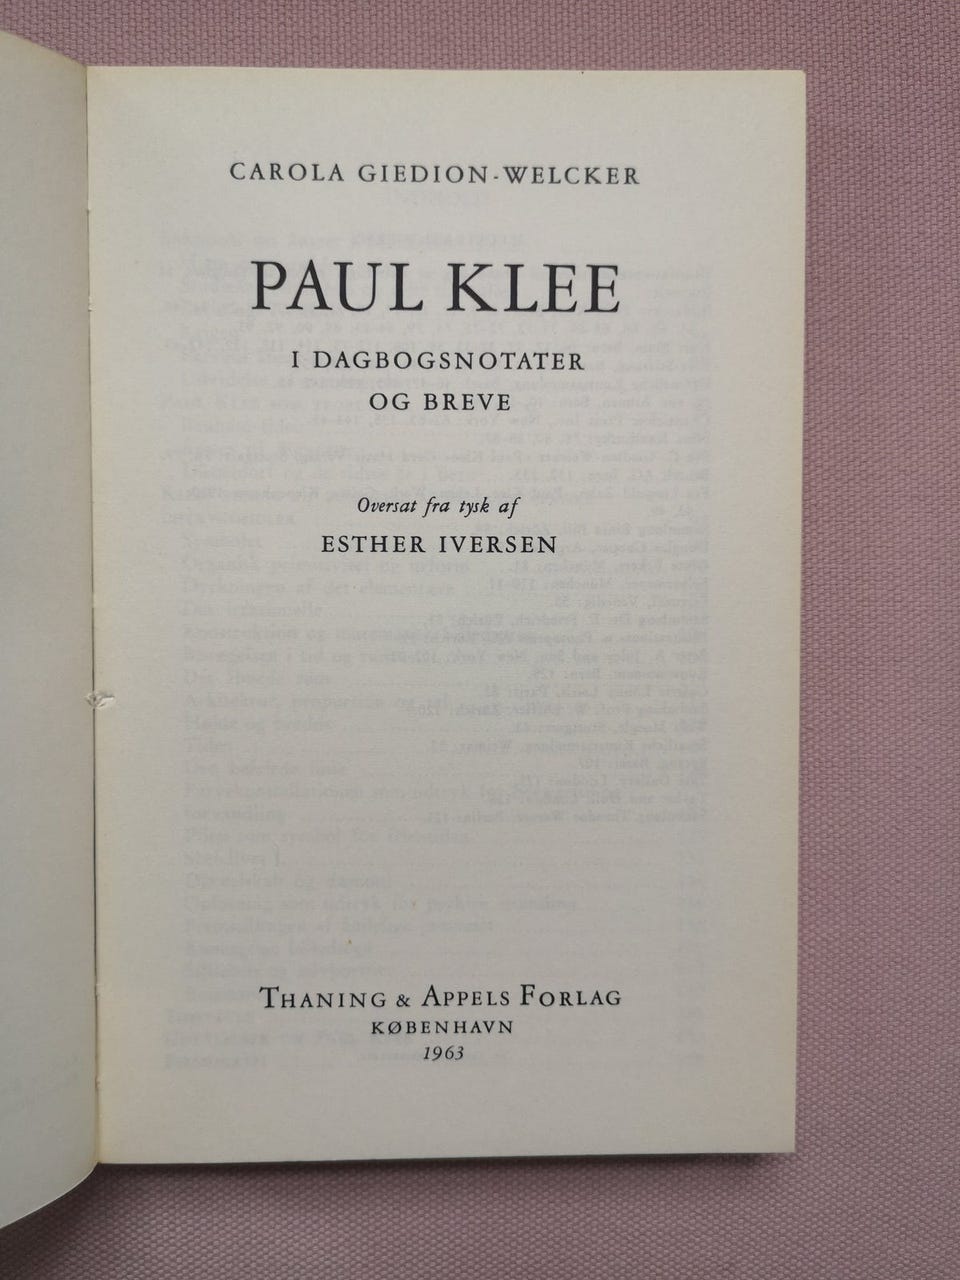 CAROLA GIEDION-WELCKER
PAUL KLEE
I DAGBOGSNOTATER
OG BREVE
Oversat fra tysk af
ESTHER IVERSEN
THANING & APPELS FORLAG
KØBENHAVN
1963